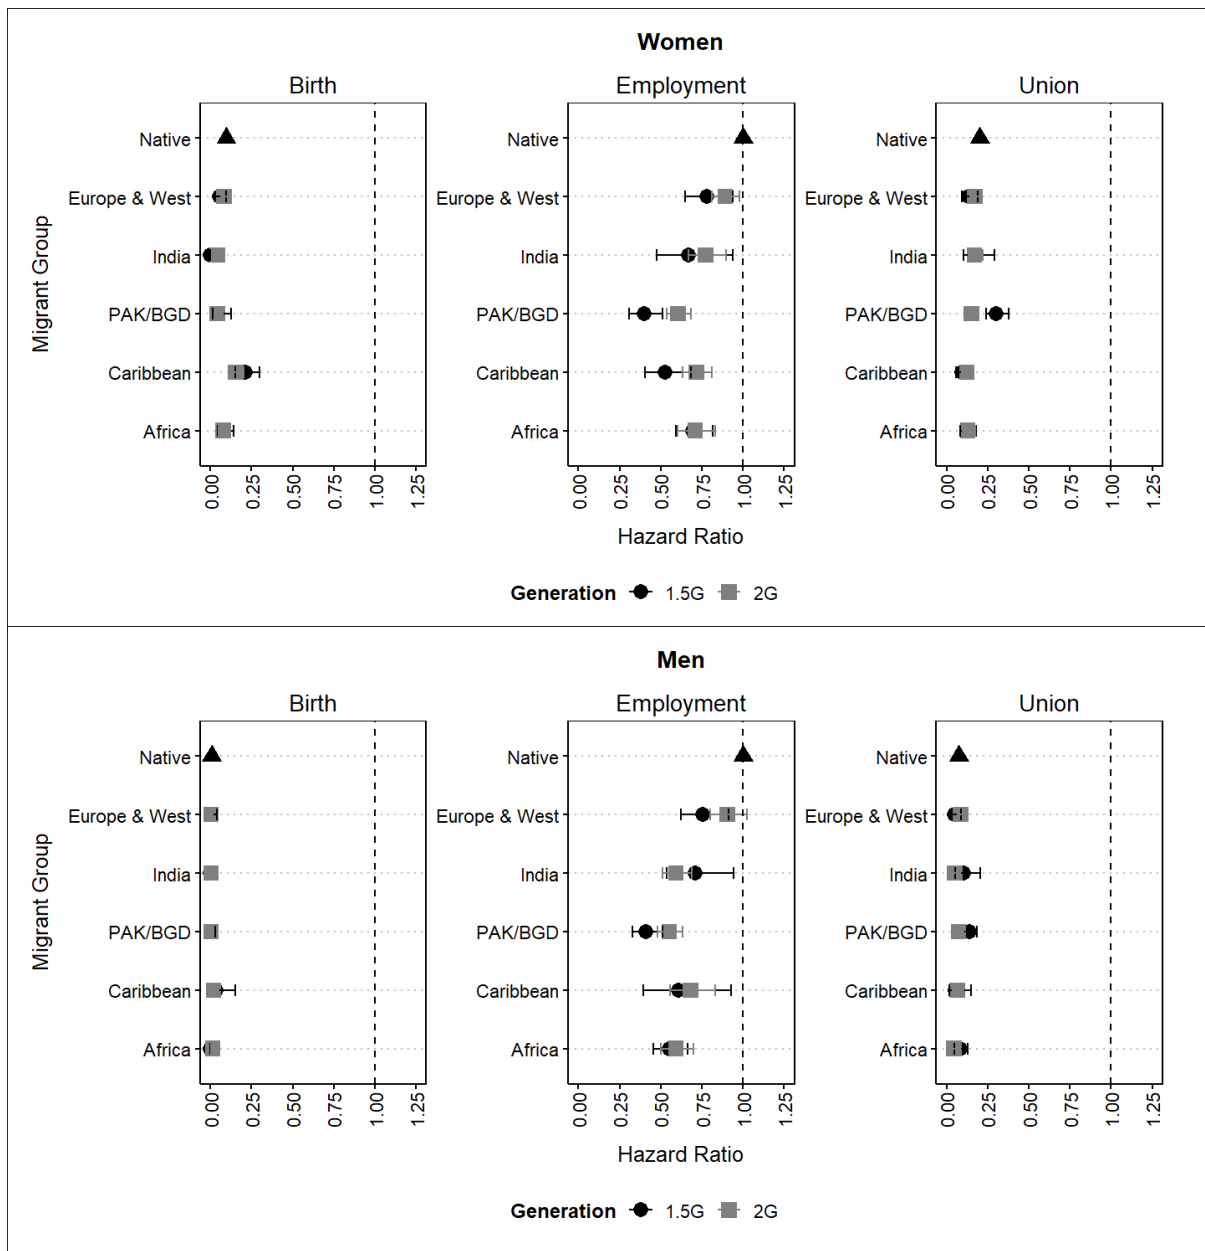 Women
Birth Employment Union
Migrant Group
Native Native Native
Europe & West Europe & West Europe & West
India India India
PAK/BGD PAK/BGD PAK/BGD
Caribbean Caribbean Caribbean
Africa Africa Africa
0.00 0.25 0.50 0.75 1.00 1.25 0.00 0.25 0.50 0.75 1.00 1.25 0.00 0.25 0.50 0.75 1.00 1.25
Hazard Ratio
Generation 1.5G 2G
Men
Birth Employment Union
Migrant Group
Native Native Native
Europe & West Europe & West Europe & West
India India India
PAK/BGD PAK/BGD PAK/BGD
Caribbean Caribbean Caribbean
Africa Africa Africa
0.00 0.25 0.50 0.75 1.00 1.25 0.00 0.25 0.50 0.75 1.00 1.25 0.00 0.25 0.50 0.75 1.00 1.25
Hazard Ratio
Generation 1.5G 2G